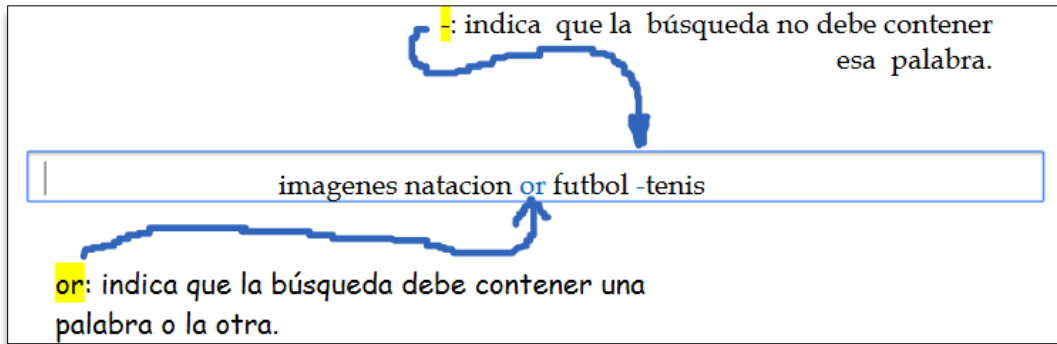 -: indica que la búsqueda no debe contener
esa palabra.
imagenes natacion or futbol -tenis
or: indica que la búsqueda debe contener una
palabra o la otra.